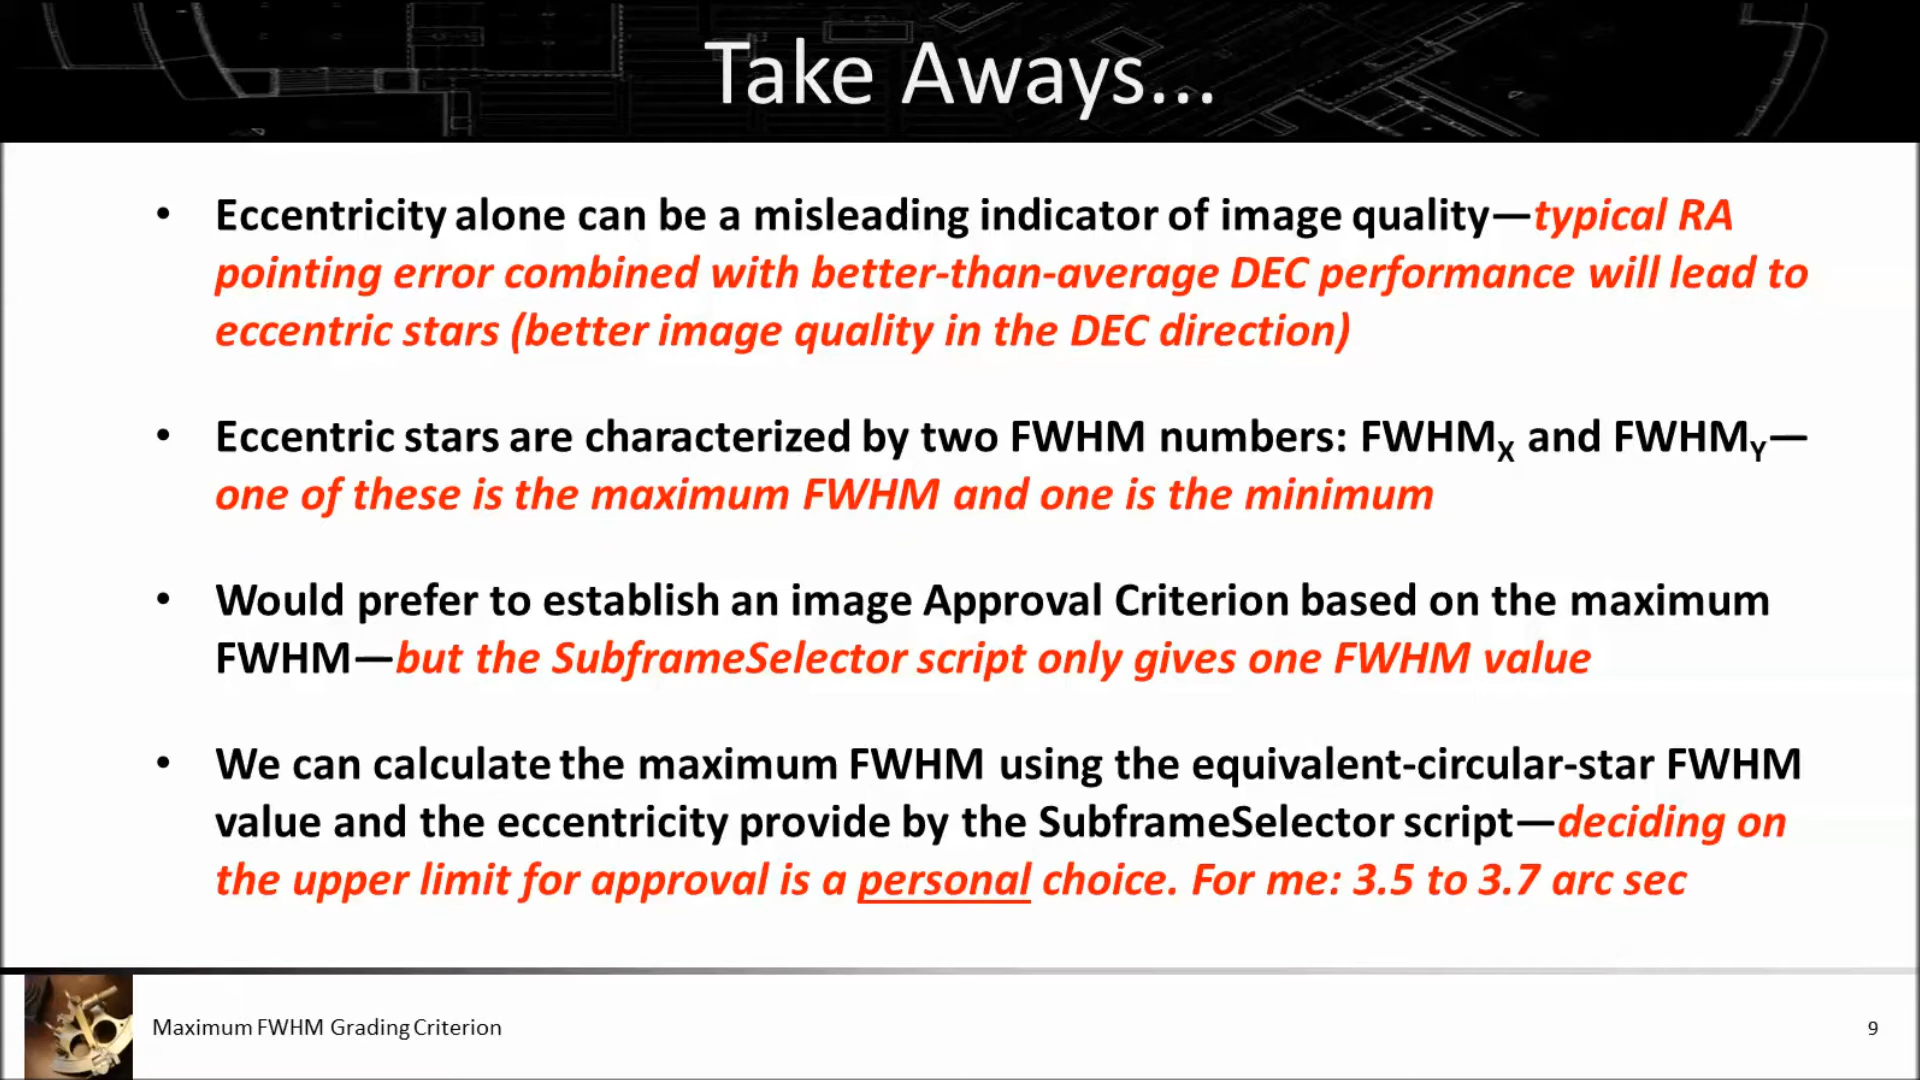 Take Aways...
• Eccentricity alone can be a misleading indicator of image quality—typical RA
pointing error combined with better-than-average DEC performance will lead to
eccentric stars (better image quality in the DEC direction)
• Eccentric stars are characterized by two FWHM numbers: FWHMX and FWHMY—
one of these is the maximum FWHM and one is the minimum
• Would prefer to establish an image Approval Criterion based on the maximum
FWHM—but the SubframeSelector script only gives one FWHM value
• We can calculate the maximum FWHM using the equivalent-circular-star FWHM
value and the eccentricity provide by the SubframeSelector script—deciding on
the upper limit for approval is a personal choice. For me: 3.5 to 3.7 arc sec
Maximum FWHM Grading Criterion
9